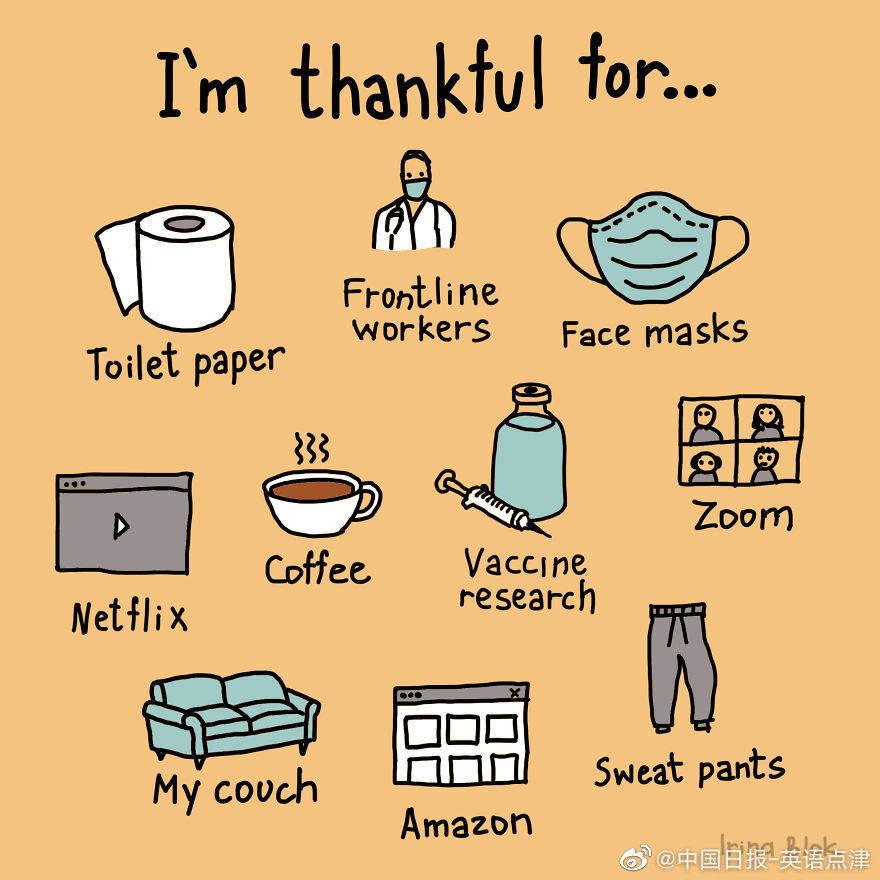 I'm thankful for...
Frontline
workers
Toilet paper
Face masks
Netflix
Coffee
Vaccine
research
Zoom
My couch
Amazon
Sweat pants
Irina Blok
@中国日报-英语点津